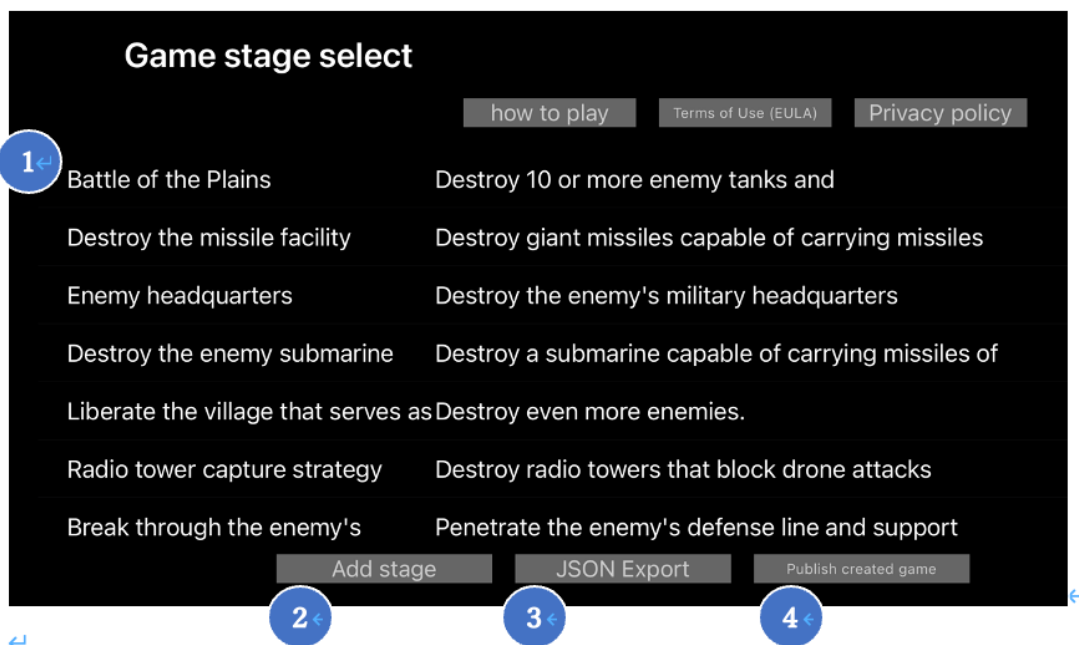 Game stage select
how to play Terms of Use (EULA) Privacy policy
1
Battle of the Plains Destroy 10 or more enemy tanks and
Destroy the missile facility Destroy giant missiles capable of carrying missiles
Enemy headquarters Destroy the enemy's military headquarters
Destroy the enemy submarine Destroy a submarine capable of carrying missiles of
Liberate the village that serves as Destroy even more enemies.
Radio tower capture strategy Destroy radio towers that block drone attacks
Break through the enemy's Penetrate the enemy's defense line and support
Add stage JSON Export Publish created game
2 3 4